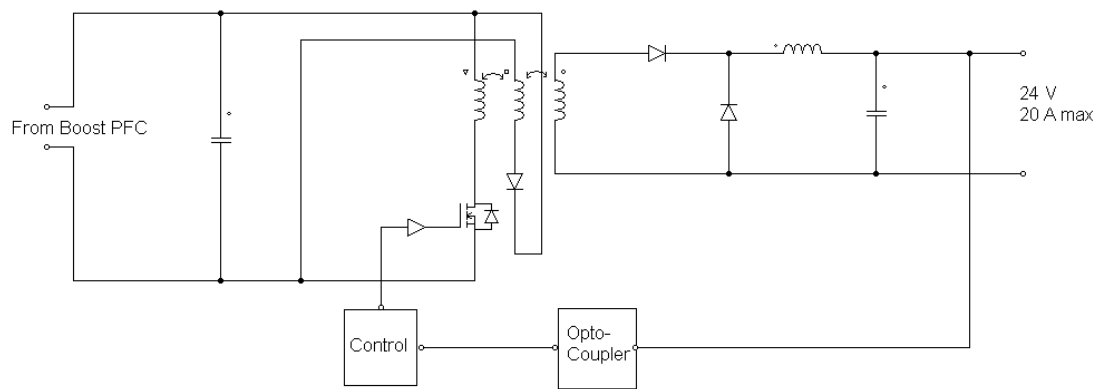 From Boost PFC
24 V
20 A max
Control
Opto-
Coupler